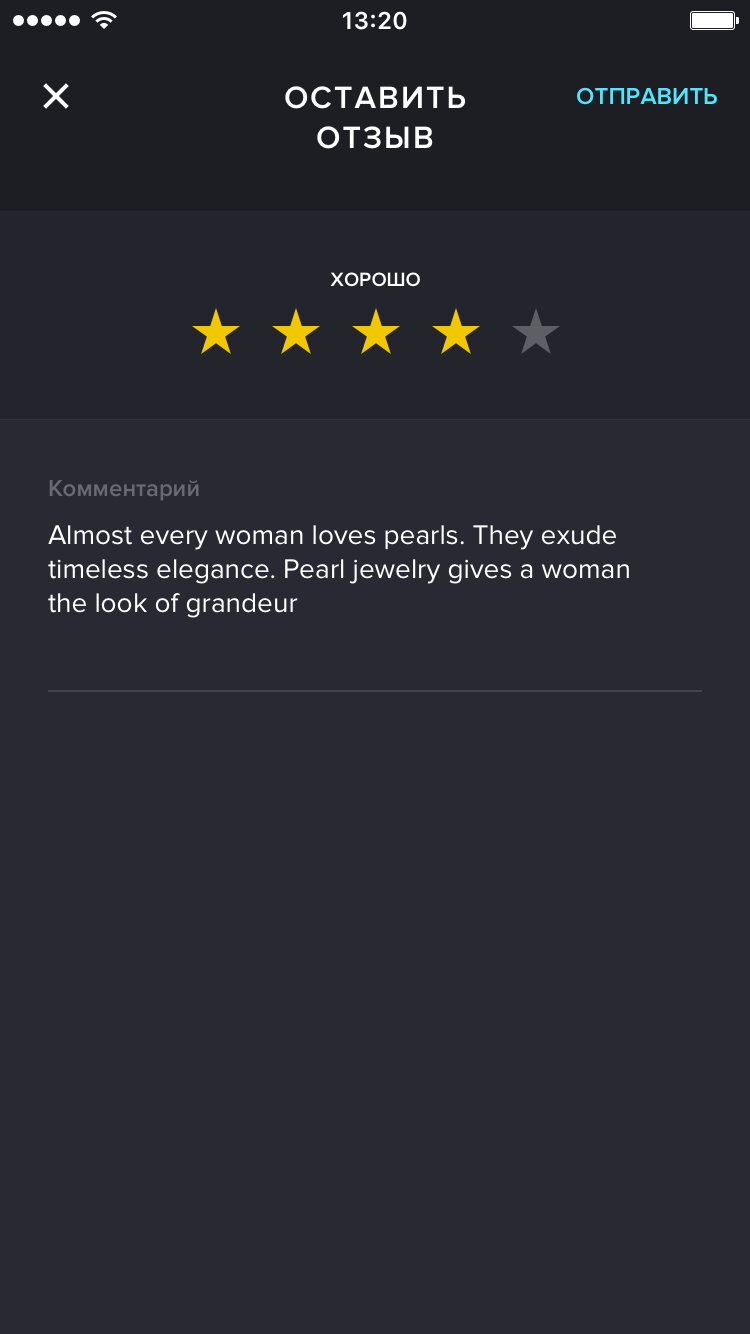 13:20
ОСТАВИТЬ
ОТЗЫВ
ОТПРАВИТЬ
ХОРОШО
Комментарий
Almost every woman loves pearls. They exude
timeless elegance. Pearl jewelry gives a woman
the look of grandeur